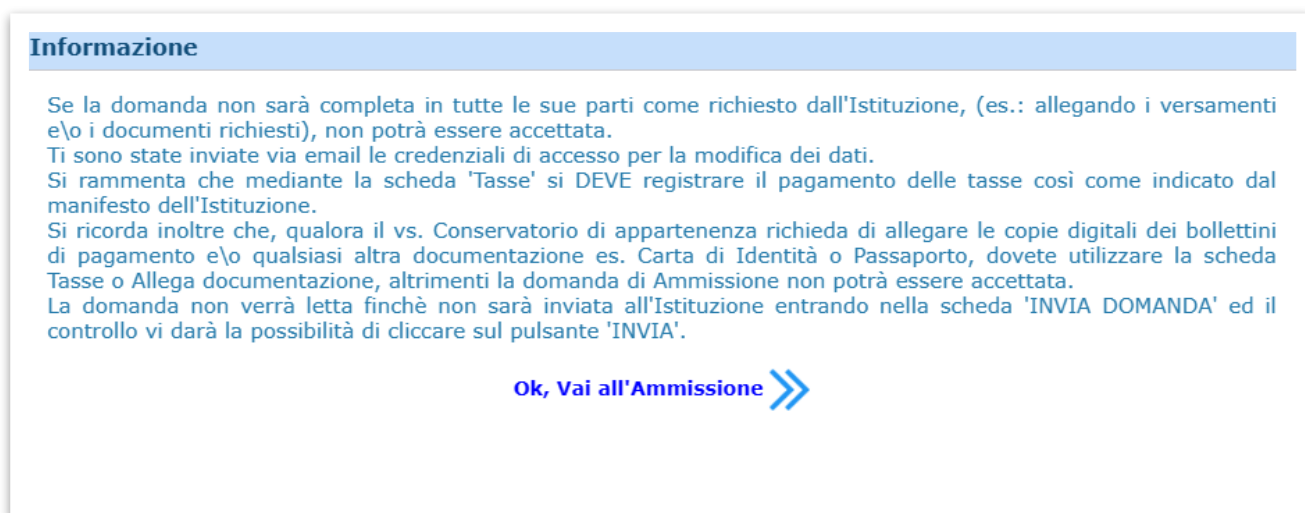 Informazione
Se la domanda non sarà completa in tutte le sue parti come richiesto dall'Istituzione, (es.: allegando i versamenti
e\o i documenti richiesti), non potrà essere accettata.
Ti sono state inviate via email le credenziali di accesso per la modifica dei dati.
Si rammenta che mediante la scheda 'Tasse' si DEVE registrare il pagamento delle tasse così come indicato dal
manifesto dell'Istituzione.
Si ricorda inoltre che, qualora il vs. Conservatorio di appartenenza richieda di allegare le copie digitali dei bollettini
di pagamento e\o qualsiasi altra documentazione es. Carta di Identità o Passaporto, dovete utilizzare la scheda
Tasse o Allega documentazione, altrimenti la domanda di Ammissione non potrà essere accettata.
La domanda non verrà letta finchè non sarà inviata all'Istituzione entrando nella scheda 'INVIA DOMANDA' ed il
controllo vi darà la possibilità di cliccare sul pulsante 'INVIA'.
Ok, Vai all'Ammissione